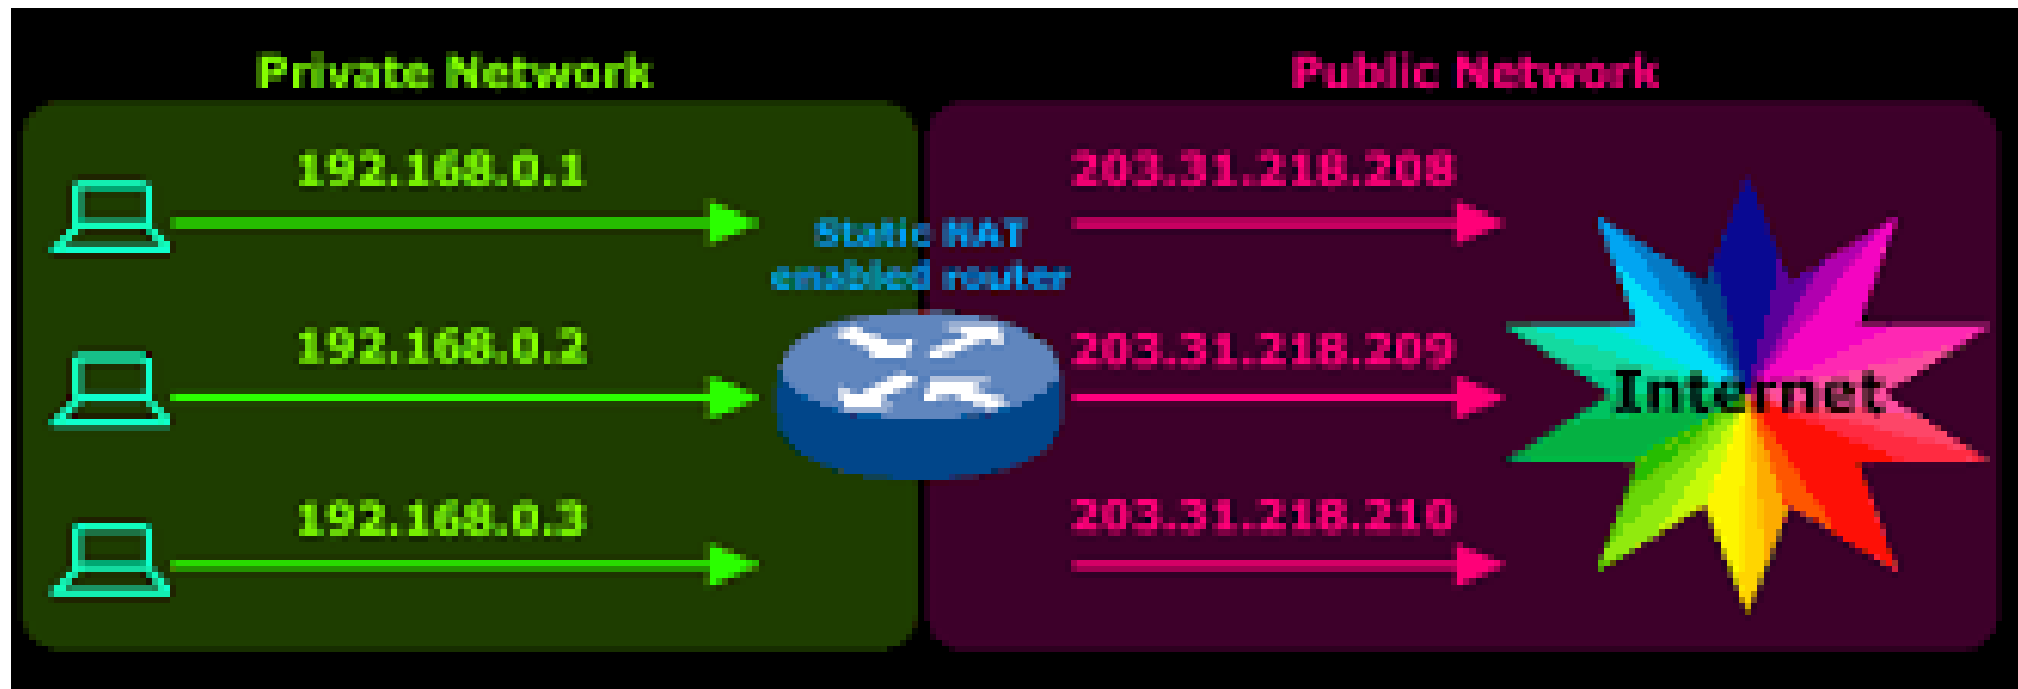 Private Network
Public Network
192.168.0.1
203.31.218.208
Static NAT
enabled router
192.168.0.2
203.31.218.209
Internet
192.168.0.3
203.31.218.210